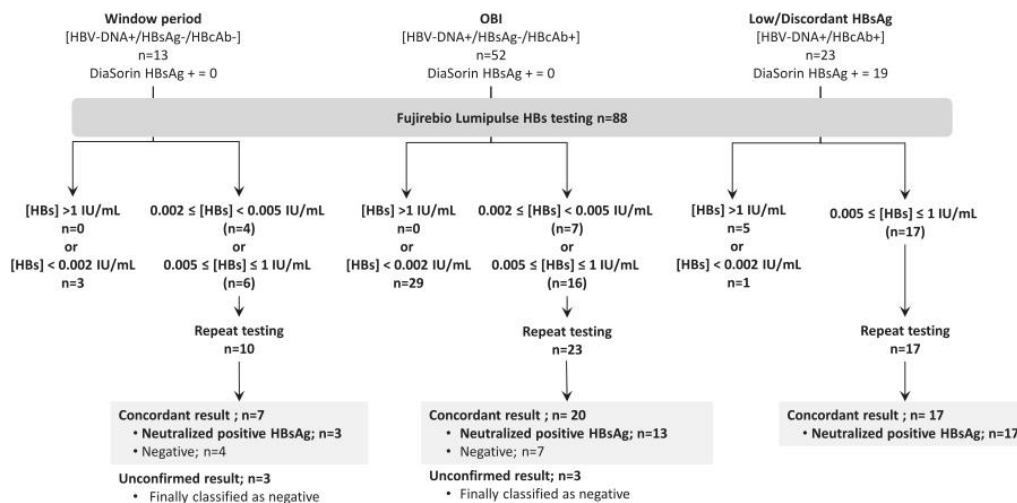 Window period
[HBV-DNA+/HBsAg-/HBcAb-]
n=13
DiaSorin HBsAg + = 0
OBI
[HBV-DNA+/HBsAg-/HBcAb+]
n=52
DiaSorin HBsAg + = 0
Low/Discordant HBsAg
[HBV-DNA+/HBcAb+]
n=23
DiaSorin HBsAg + = 19
Fujirebio Lumipulse HBs testing n=88
[HBs] >1 IU/mL
n=0
or
[HBs] < 0.002 IU/mL
n=3
0.002 ≤ [HBs] < 0.005 IU/mL
(n=4)
or
0.005 ≤ [HBs] ≤ 1 IU/mL
(n=6)
[HBs] >1 IU/mL
n=0
or
[HBs] < 0.002 IU/mL
n=29
0.002 ≤ [HBs] < 0.005 IU/mL
(n=7)
or
0.005 ≤ [HBs] ≤ 1 IU/mL
(n=16)
[HBs] >1 IU/mL
n=5
or
[HBs] < 0.002 IU/mL
n=1
0.005 ≤ [HBs] ≤ 1 IU/mL
(n=17)
Repeat testing
n=10
Repeat testing
n=23
Repeat testing
n=17
Concordant result ; n=7
• Neutralized positive HBsAg; n=3
• Negative; n=4
Unconfirmed result; n=3
• Finally classified as negative
Concordant result ; n= 20
• Neutralized positive HBsAg; n=13
• Negative; n=7
Unconfirmed result; n=3
• Finally classified as negative
Concordant result ; n= 17
• Neutralized positive HBsAg; n=17